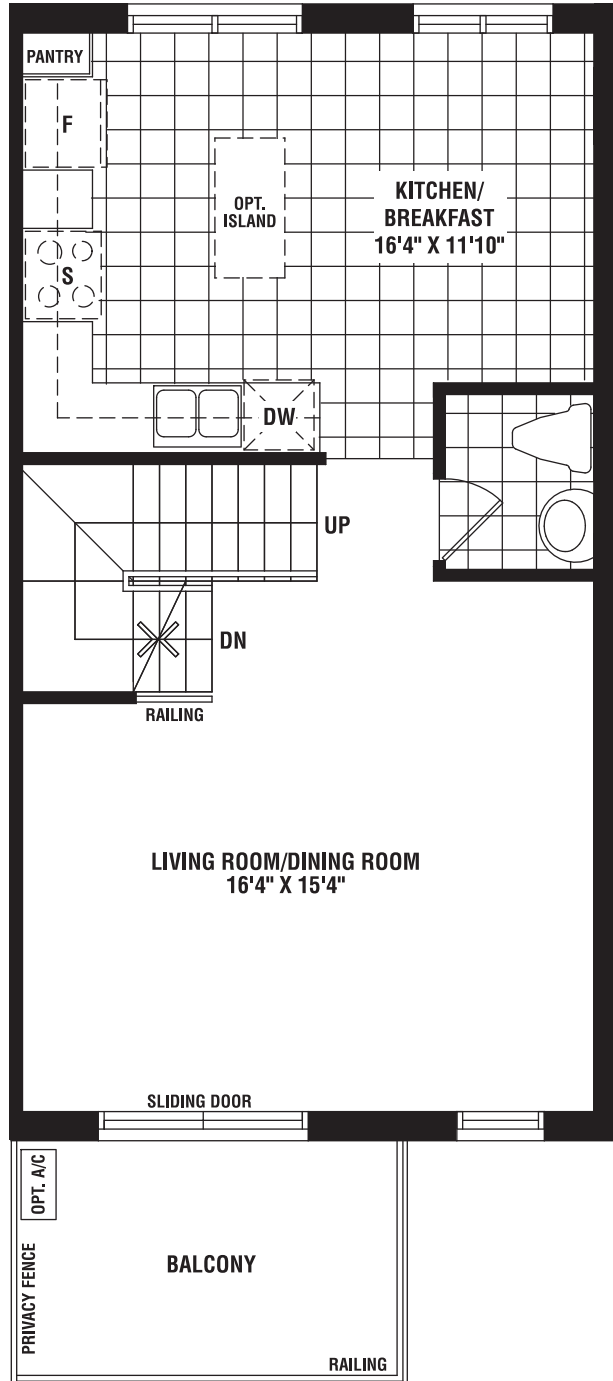 PANTRY
F
OPT.
ISLAND
KITCHEN/
BREAKFAST
16'4" X 11'10"
S
DW
UP
DN
RAILING
LIVING ROOM/DINING ROOM
16'4" X 15'4"
SLIDING DOOR
OPT. A/C
PRIVACY FENCE
BALCONY
RAILING